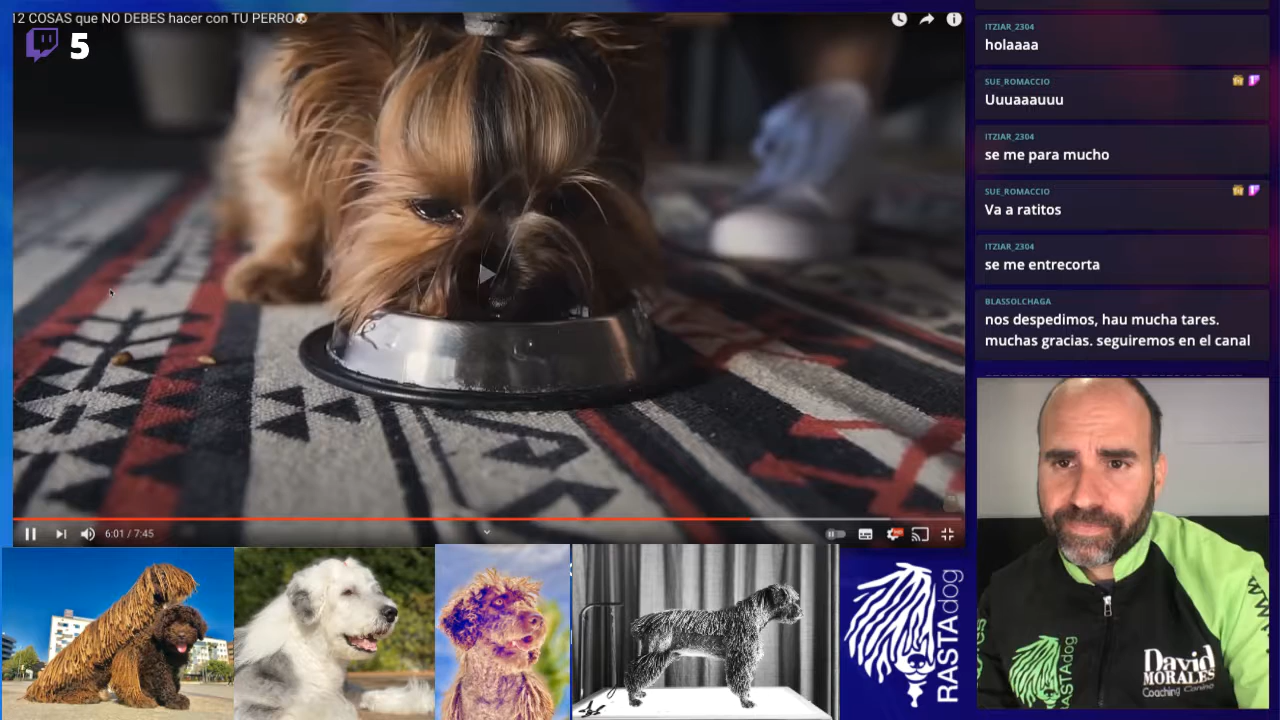 12 COSAS que NO DEBES hacer con TU PERRO
5
6:01 / 7:45
ITZIAR_2304
holaaaa
SUE_ROMACCIO
Uuuaaauuu
ITZIAR_2304
se me para mucho
SUE_ROMACCIO
Va a ratitos
ITZIAR_2304
se me entrecorta
BLASSOLCHAGA
nos despedimos, hau mucha tares.
muchas gracias. seguiremos en el canal
RASTAdog
RASTAdog
David
MORALES
Coaching Canino